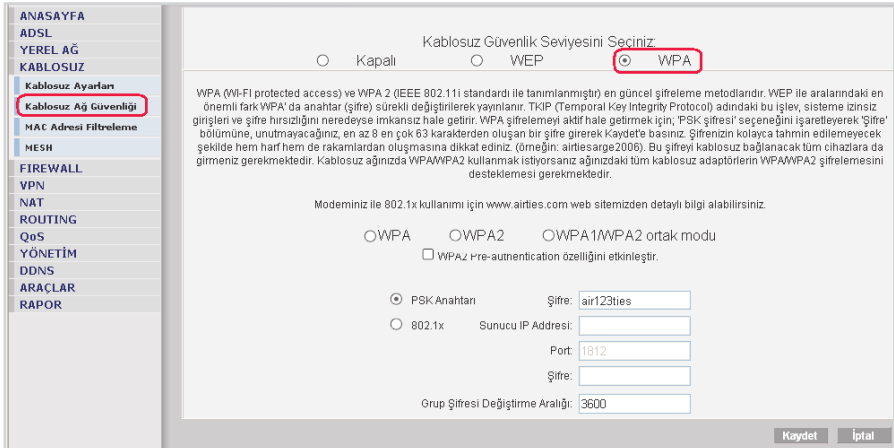 ANASAYFA
ADSL
YEREL AĞ
KABLOSUZ
Kablosuz Ayarları
Kablosuz Ağ Güvenliği
MAC Adresi Filtreleme
MESH
FIREWALL
VPN
NAT
ROUTING
QoS
YÖNETİM
DDNS
ARAÇLAR
RAPOR
Kablosuz Güvenlik Seviyesini Seçiniz:
Kapalı WEP WPA
WPA (WI-FI protected access) ve WPA 2 (IEEE 802.11i standardı ile tanımlanmıştır) en güncel şifreleme metodlarıdır. WEP ile aralarındaki en
önemli fark WPA' da anahtar (şifre) sürekli değiştirilerek yayınlanır. TKIP (Temporal Key Integrity Protocol) adındaki bu işlev, sisteme izinsiz
girişleri ve şifre hırsızlığını neredeyse imkansız hale getirir. WPA şifrelemeyi aktif hale getirmek için; 'PSK şifresi' seçeneğini işaretleyerek 'Şifre'
bölümüne, unutmayacağınız, en az 8 en çok 63 karakterden oluşan bir şifre girerek Kaydet'e basınız. Şifrenizin kolayca tahmin edilemeyecek
şekilde hem harf hem de rakamlardan oluşmasına dikkat ediniz. (örneğin: airtiesarge2006). Bu şifreyi kablosuz bağlanacak tüm cihazlara da
girmeniz gerekmektedir. Kablosuz ağınızda WPA/WPA2 kullanmak istiyorsanız ağınızdaki tüm kablosuz adaptörlerin WPA/WPA2 şifrelemesini
desteklemesi gerekmektedir.
Modeminiz ile 802.1x kullanımı için www.airties.com web sitemizden detaylı bilgi alabilirsiniz.
WPA WPA2 WPA1/WPA2 ortak modu
WPA2 Pre-authentication özelliğini etkinleştir.
PSK Anahtarı Şifre: air123ties
802.1x Sunucu IP Addresi:
Port: 1812
Şifre:
Grup Şifresi Değiştirme Aralığı: 3600
Kaydet İptal